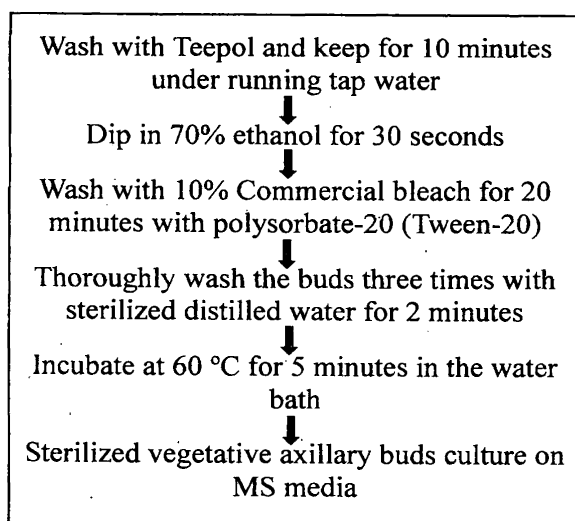 Wash with Teepol and keep for 10 minutes
under running tap water
Dip in 70% ethanol for 30 seconds
Wash with 10% Commercial bleach for 20
minutes with polysorbate-20 (Tween-20)
Thoroughly wash the buds three times with
sterilized distilled water for 2 minutes
Incubate at 60 °C for 5 minutes in the water
bath
Sterilized vegetative axillary buds culture on
MS media